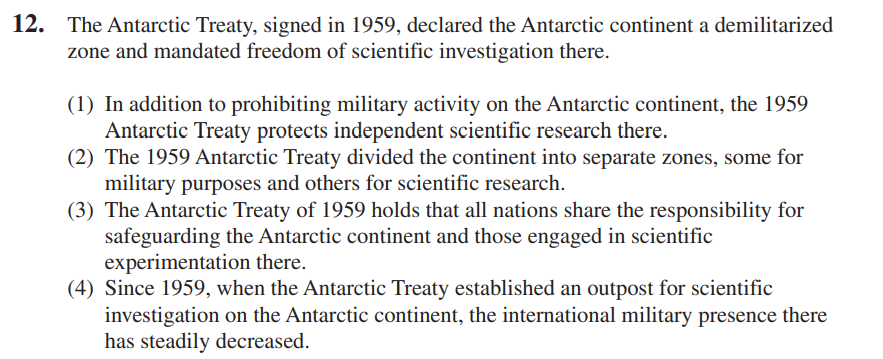 12. The Antarctic Treaty, signed in 1959, declared the Antarctic continent a demilitarized
zone and mandated freedom of scientific investigation there.
(1) In addition to prohibiting military activity on the Antarctic continent, the 1959
Antarctic Treaty protects independent scientific research there.
(2) The 1959 Antarctic Treaty divided the continent into separate zones, some for
military purposes and others for scientific research.
(3) The Antarctic Treaty of 1959 holds that all nations share the responsibility for
safeguarding the Antarctic continent and those engaged in scientific
experimentation there.
(4) Since 1959, when the Antarctic Treaty established an outpost for scientific
investigation on the Antarctic continent, the international military presence there
has steadily decreased.